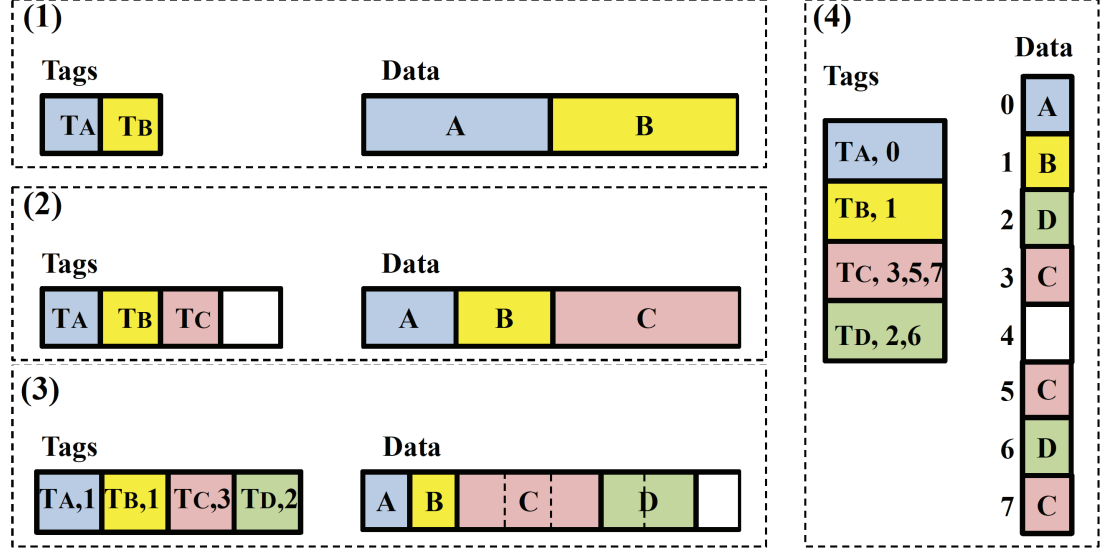 (1)
Tags Data
TA TB A B
(2)
Tags Data
TA TB TC A B C
(3)
Tags Data
TA,1 TB,1 TC,3 TD,2 A B C D
(4)
Data
Tags
0 A
TA, 0
1 B
TB, 1
2 D
TC, 3,5,7
3 C
TD, 2,6
4
5 C
6 D
7 C